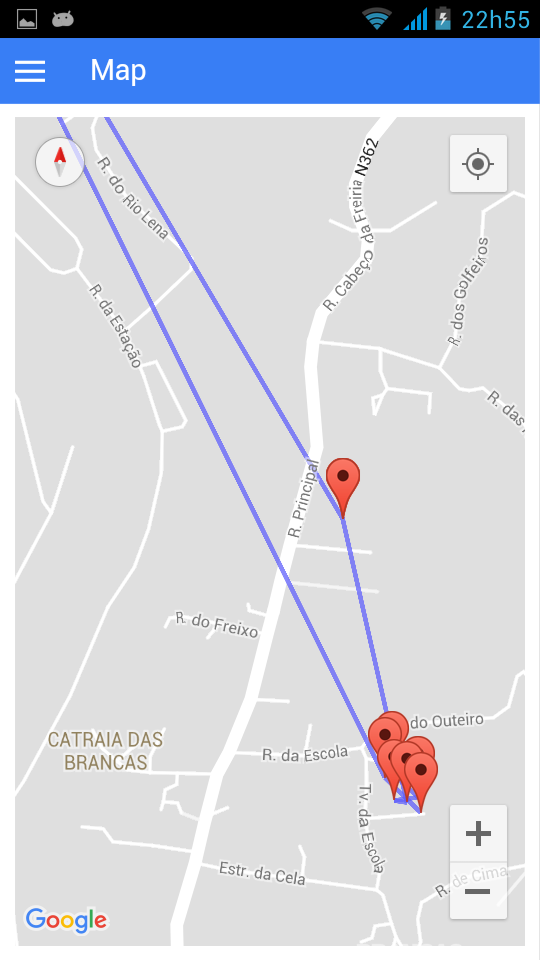 22h55
Map
N362
R. do Rio Lena
R. Cabeç
da Freiria
R. dos Golfeiros
R. da Estação
R. das
R. Principal
R. do Freixo
do Outeiro
CATRAIA DAS
BRANCAS
R. da Escola
Tv. da Escola
Estr. da Cela
R. de Cima
Google